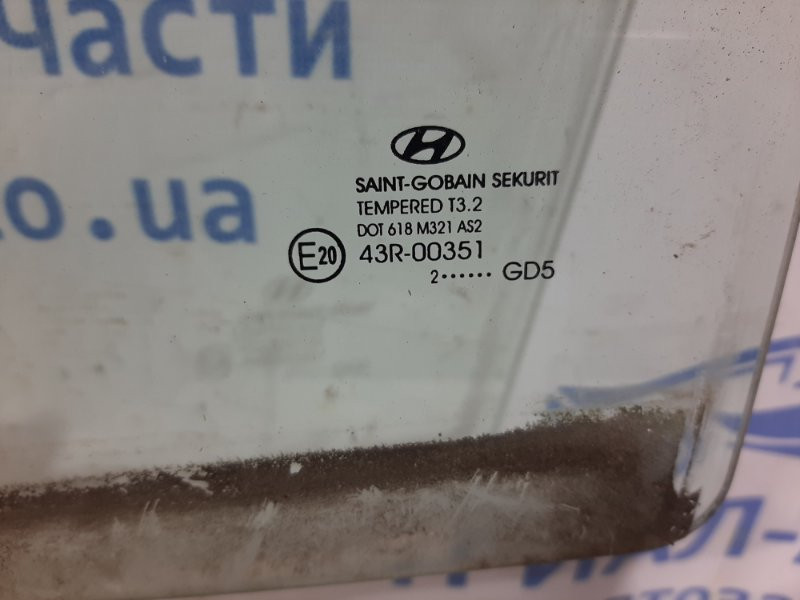 части
о.ua
SAINT-GOBAIN SEKURIT
TEMPERED T3.2
DOT 618 M321 AS2
E20 43R-00351
2...... GD5